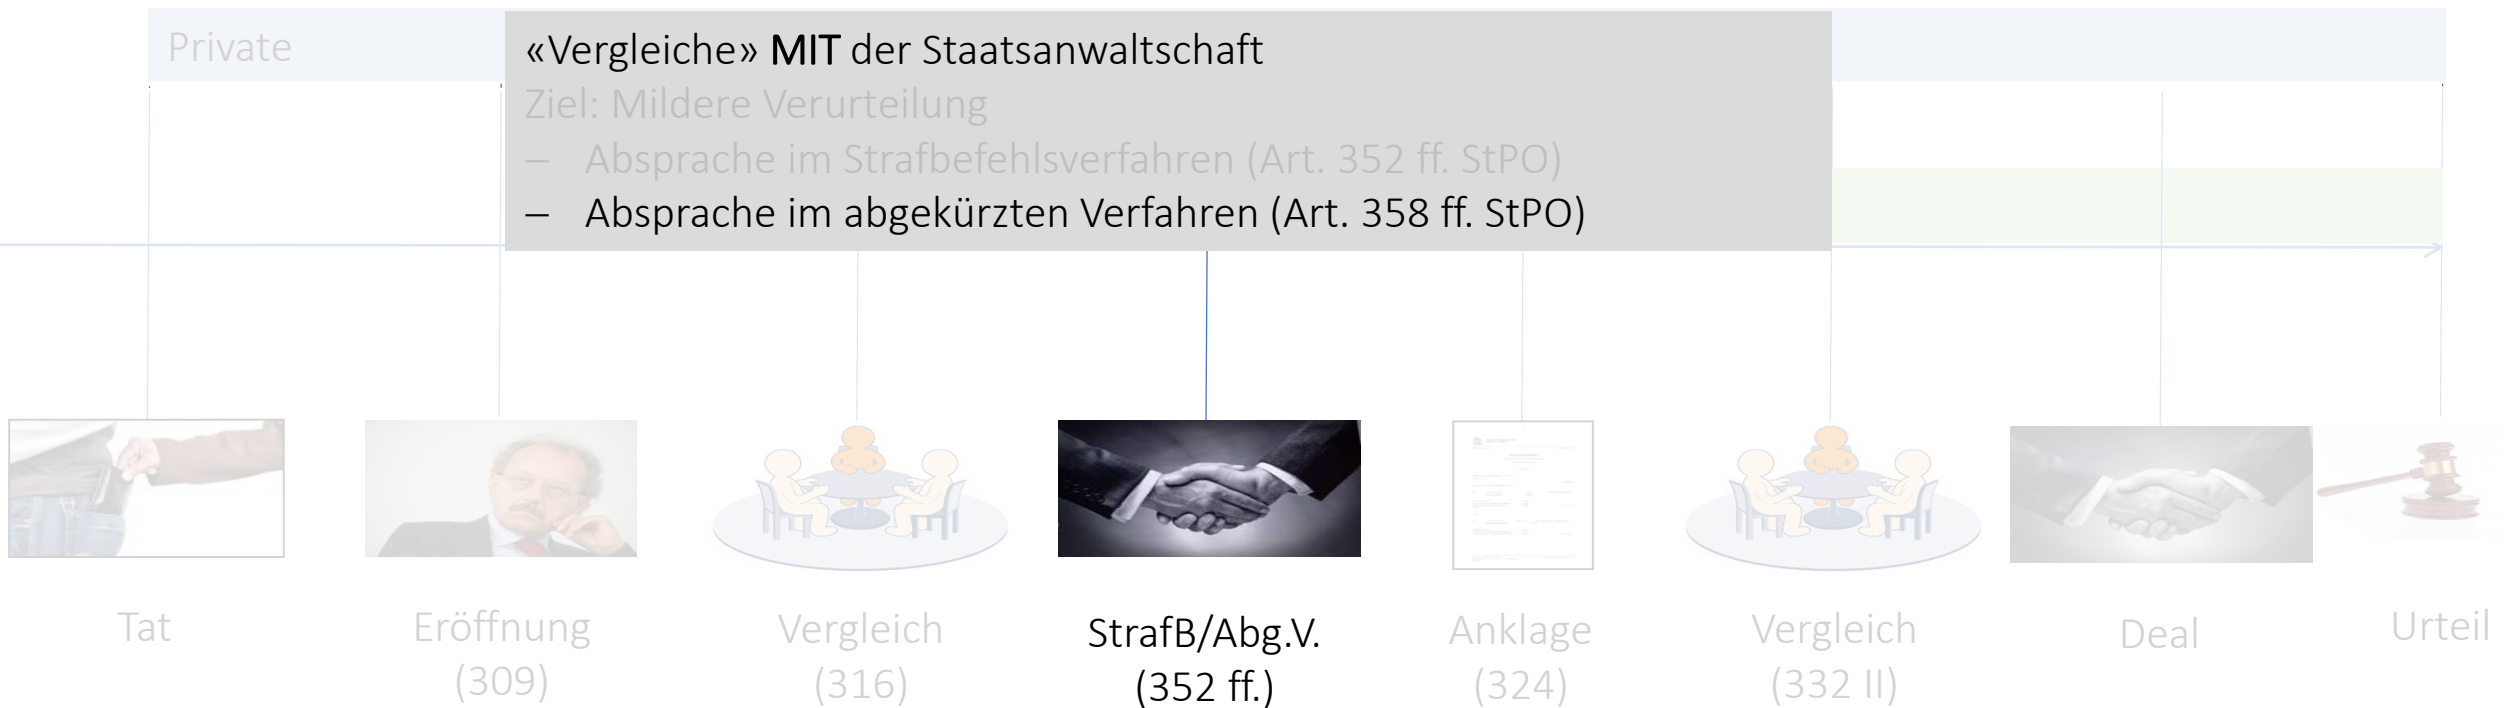 Private
«Vergleiche» MIT der Staatsanwaltschaft
Ziel: Mildere Verurteilung
– Absprache im Strafbefehlsverfahren (Art. 352 ff. StPO)
– Absprache im abgekürzten Verfahren (Art. 358 ff. StPO)
Tat
Eröffnung
(309)
Vergleich
(316)
StrafB/Abg.V.
(352 ff.)
Anklage
(324)
Vergleich
(332 II)
Deal
Urteil